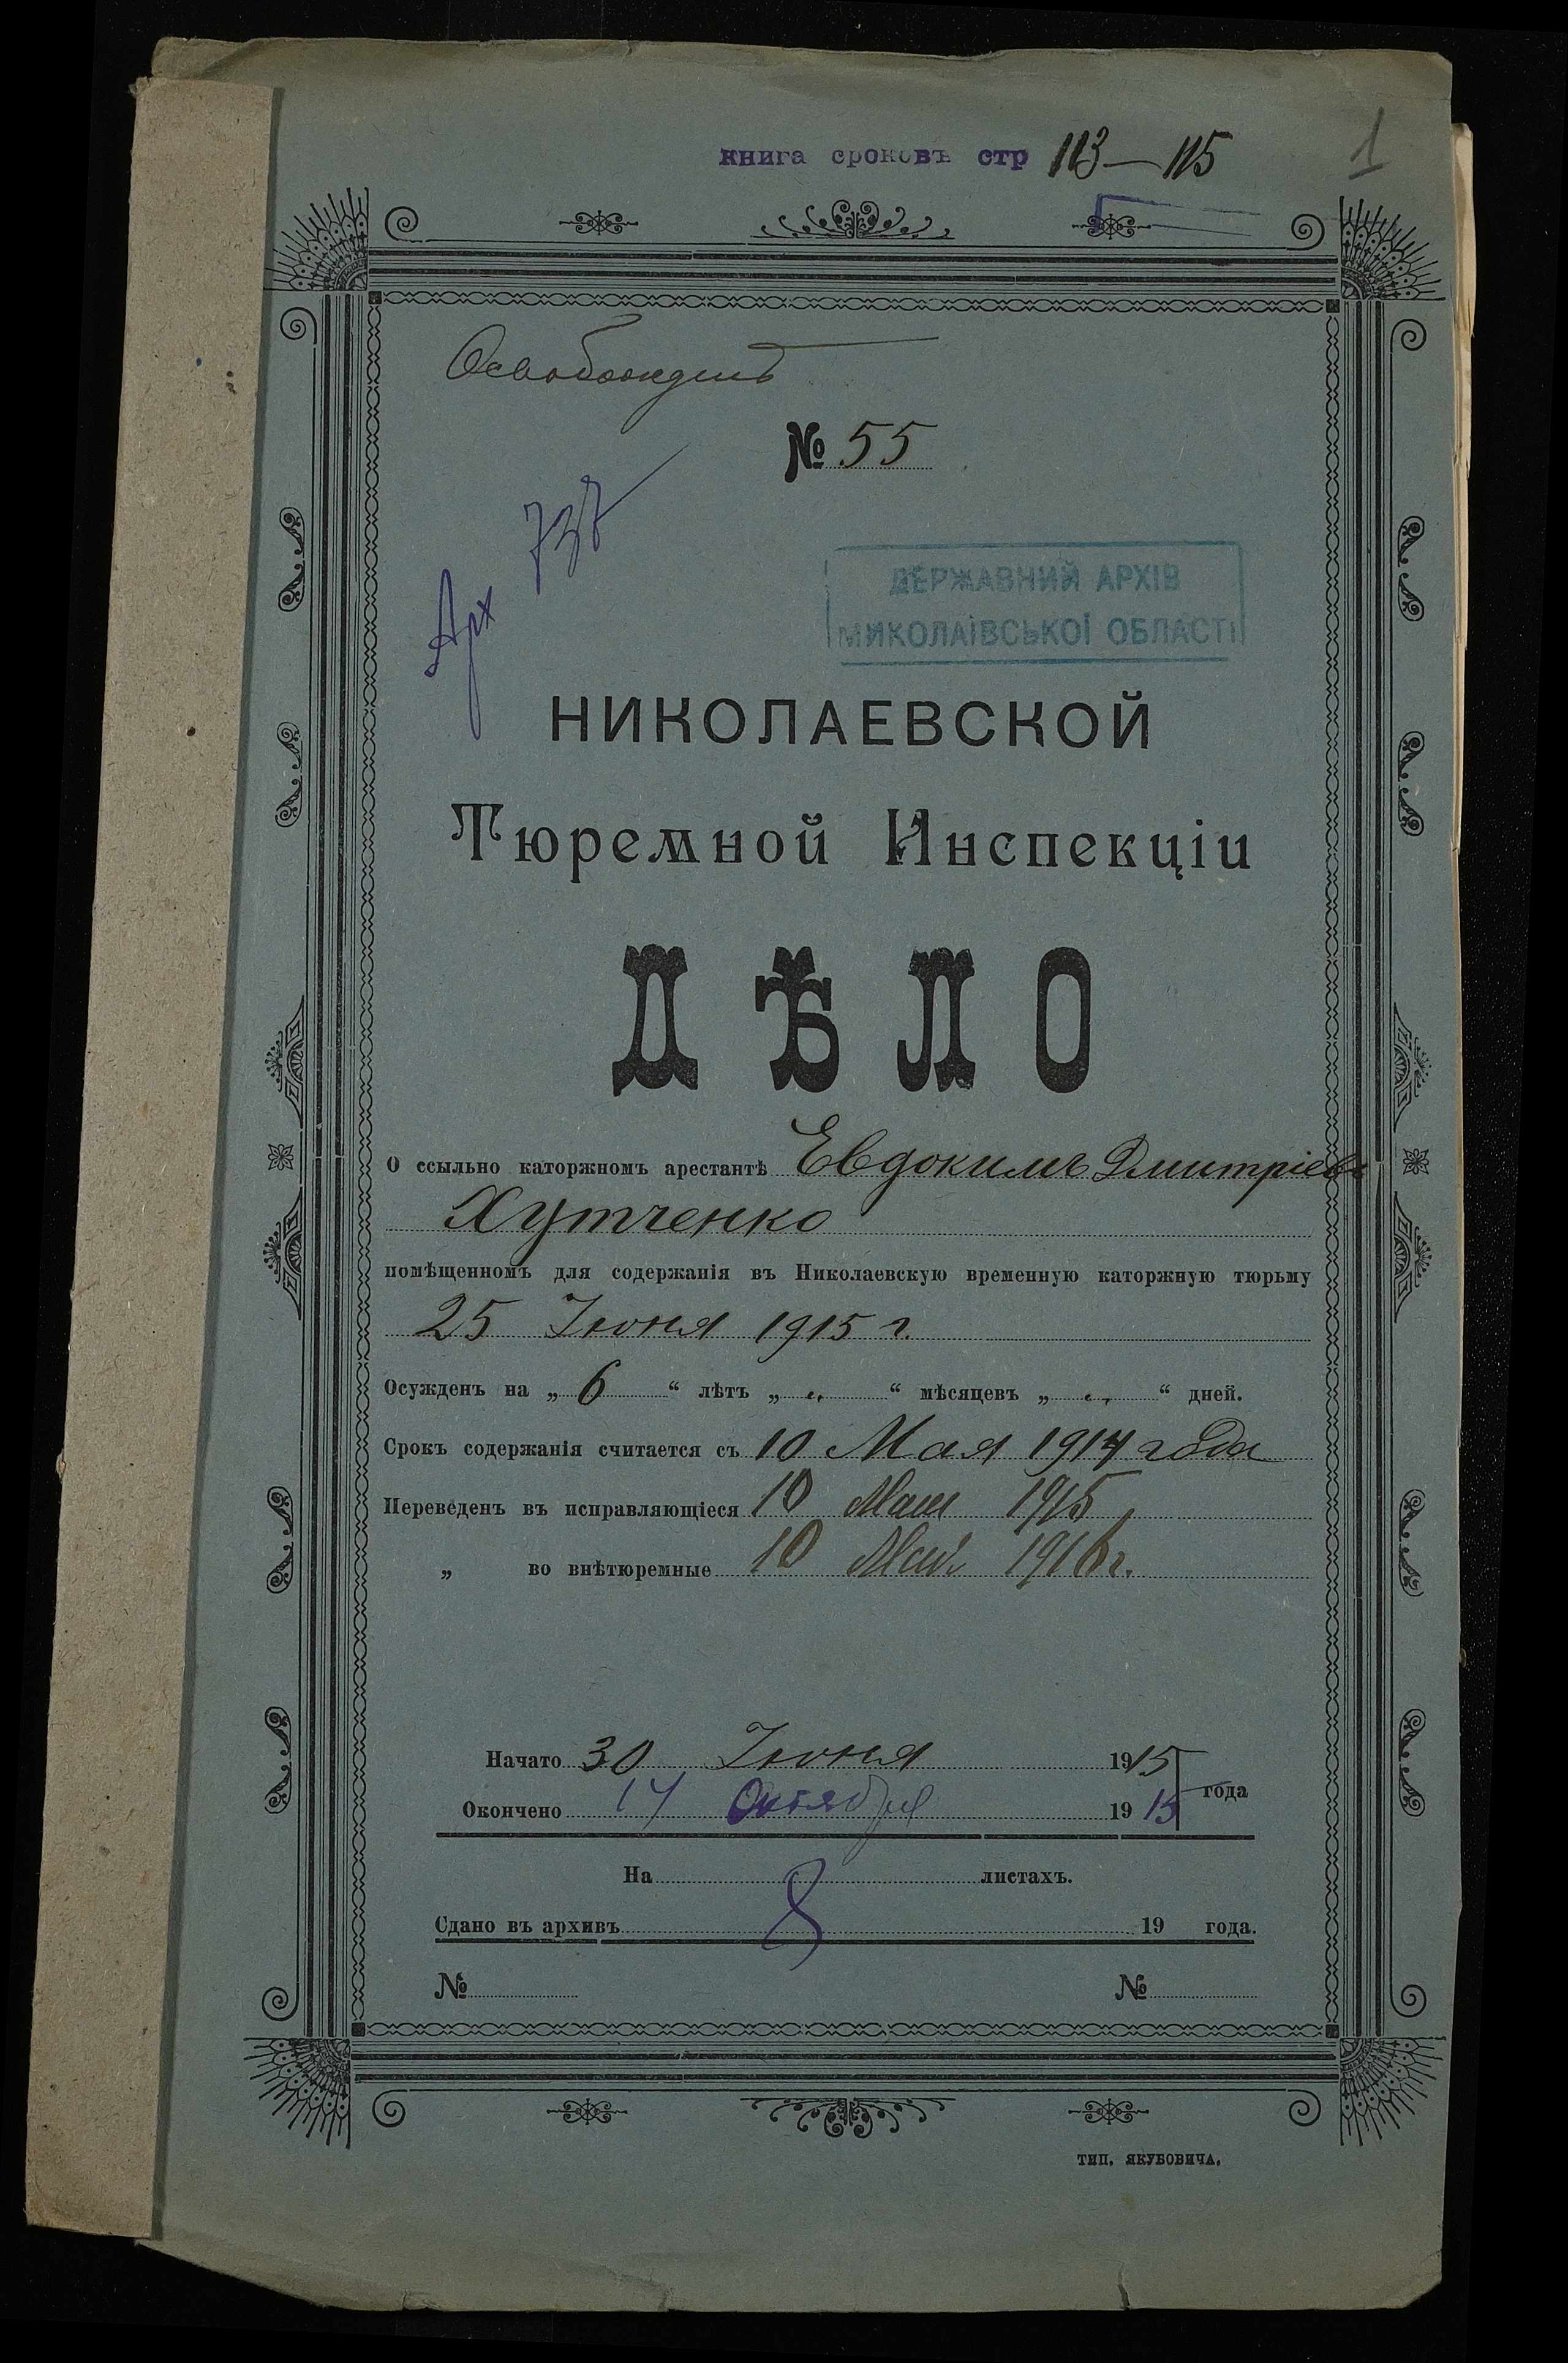 книга сроковъ стр 113—115
1
Освобожденъ
№ 55
Арх 737
ДЕРЖАВНИЙ АРХІВ
МИКОЛАЇВСЬКОЇ ОБЛАСТІ
НИКОЛАЕВСКОЙ
Тюремной Инспекціи
ДѢЛО
О ссыльно каторжномъ арестантѣ Евдокимъ Дмитріевъ
Хутченко
помѣщенномъ для содержанія въ Николаевскую временную каторжную тюрьму
25 Іюня 1915 г.
Осужденъ на „ 6 “ лѣтъ „ „ “ мѣсяцевъ „ „ “ дней.
Срокъ содержанія считается съ 10 Мая 1914 года
Переведенъ въ исправляющіеся 10 Мая 1915
„ во внѣтюремные 10 Мая 1916 г.
Начато 30 Іюня 1915
года
Окончено 14 Октября 1915
На листахъ.
8
Сдано въ архивъ 19 года.
№ №
ТИП. ЯКУБОВИЧА.